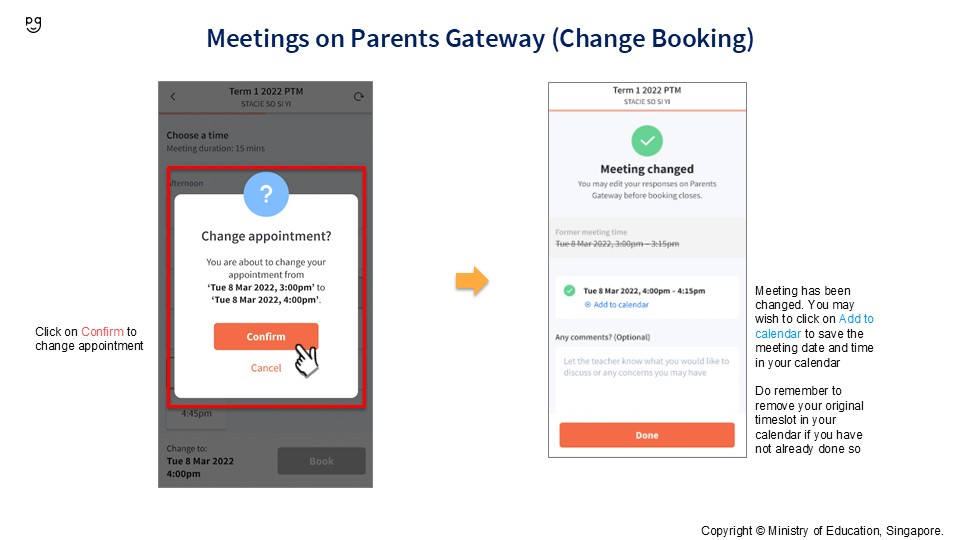 pg
Meetings on Parents Gateway (Change Booking)
Term 1 2022 PTM
STACIE SO SI YI
Choose a time
Meeting duration: 15 mins
Afternoon
?
Change appointment?
You are about to change your
appointment from
‘Tue 8 Mar 2022, 3:00pm’ to
‘Tue 8 Mar 2022, 4:00pm’.
Confirm
Cancel
4:45pm
Change to:
Tue 8 Mar 2022
4:00pm
Book
Click on Confirm to
change appointment
Term 1 2022 PTM
STACIE SO SI YI
Meeting changed
You may edit your responses on Parents
Gateway before booking closes.
Former meeting time
Tue 8 Mar 2022, 3:00pm – 3:15pm
Tue 8 Mar 2022, 4:00pm – 4:15pm
Add to calendar
Any comments? (Optional)
Let the teacher know what you would like to
discuss or any concerns you may have
Done
Meeting has been
changed. You may
wish to click on Add to
calendar to save the
meeting date and time
in your calendar
Do remember to
remove your original
timeslot in your
calendar if you have
not already done so
Copyright © Ministry of Education, Singapore.